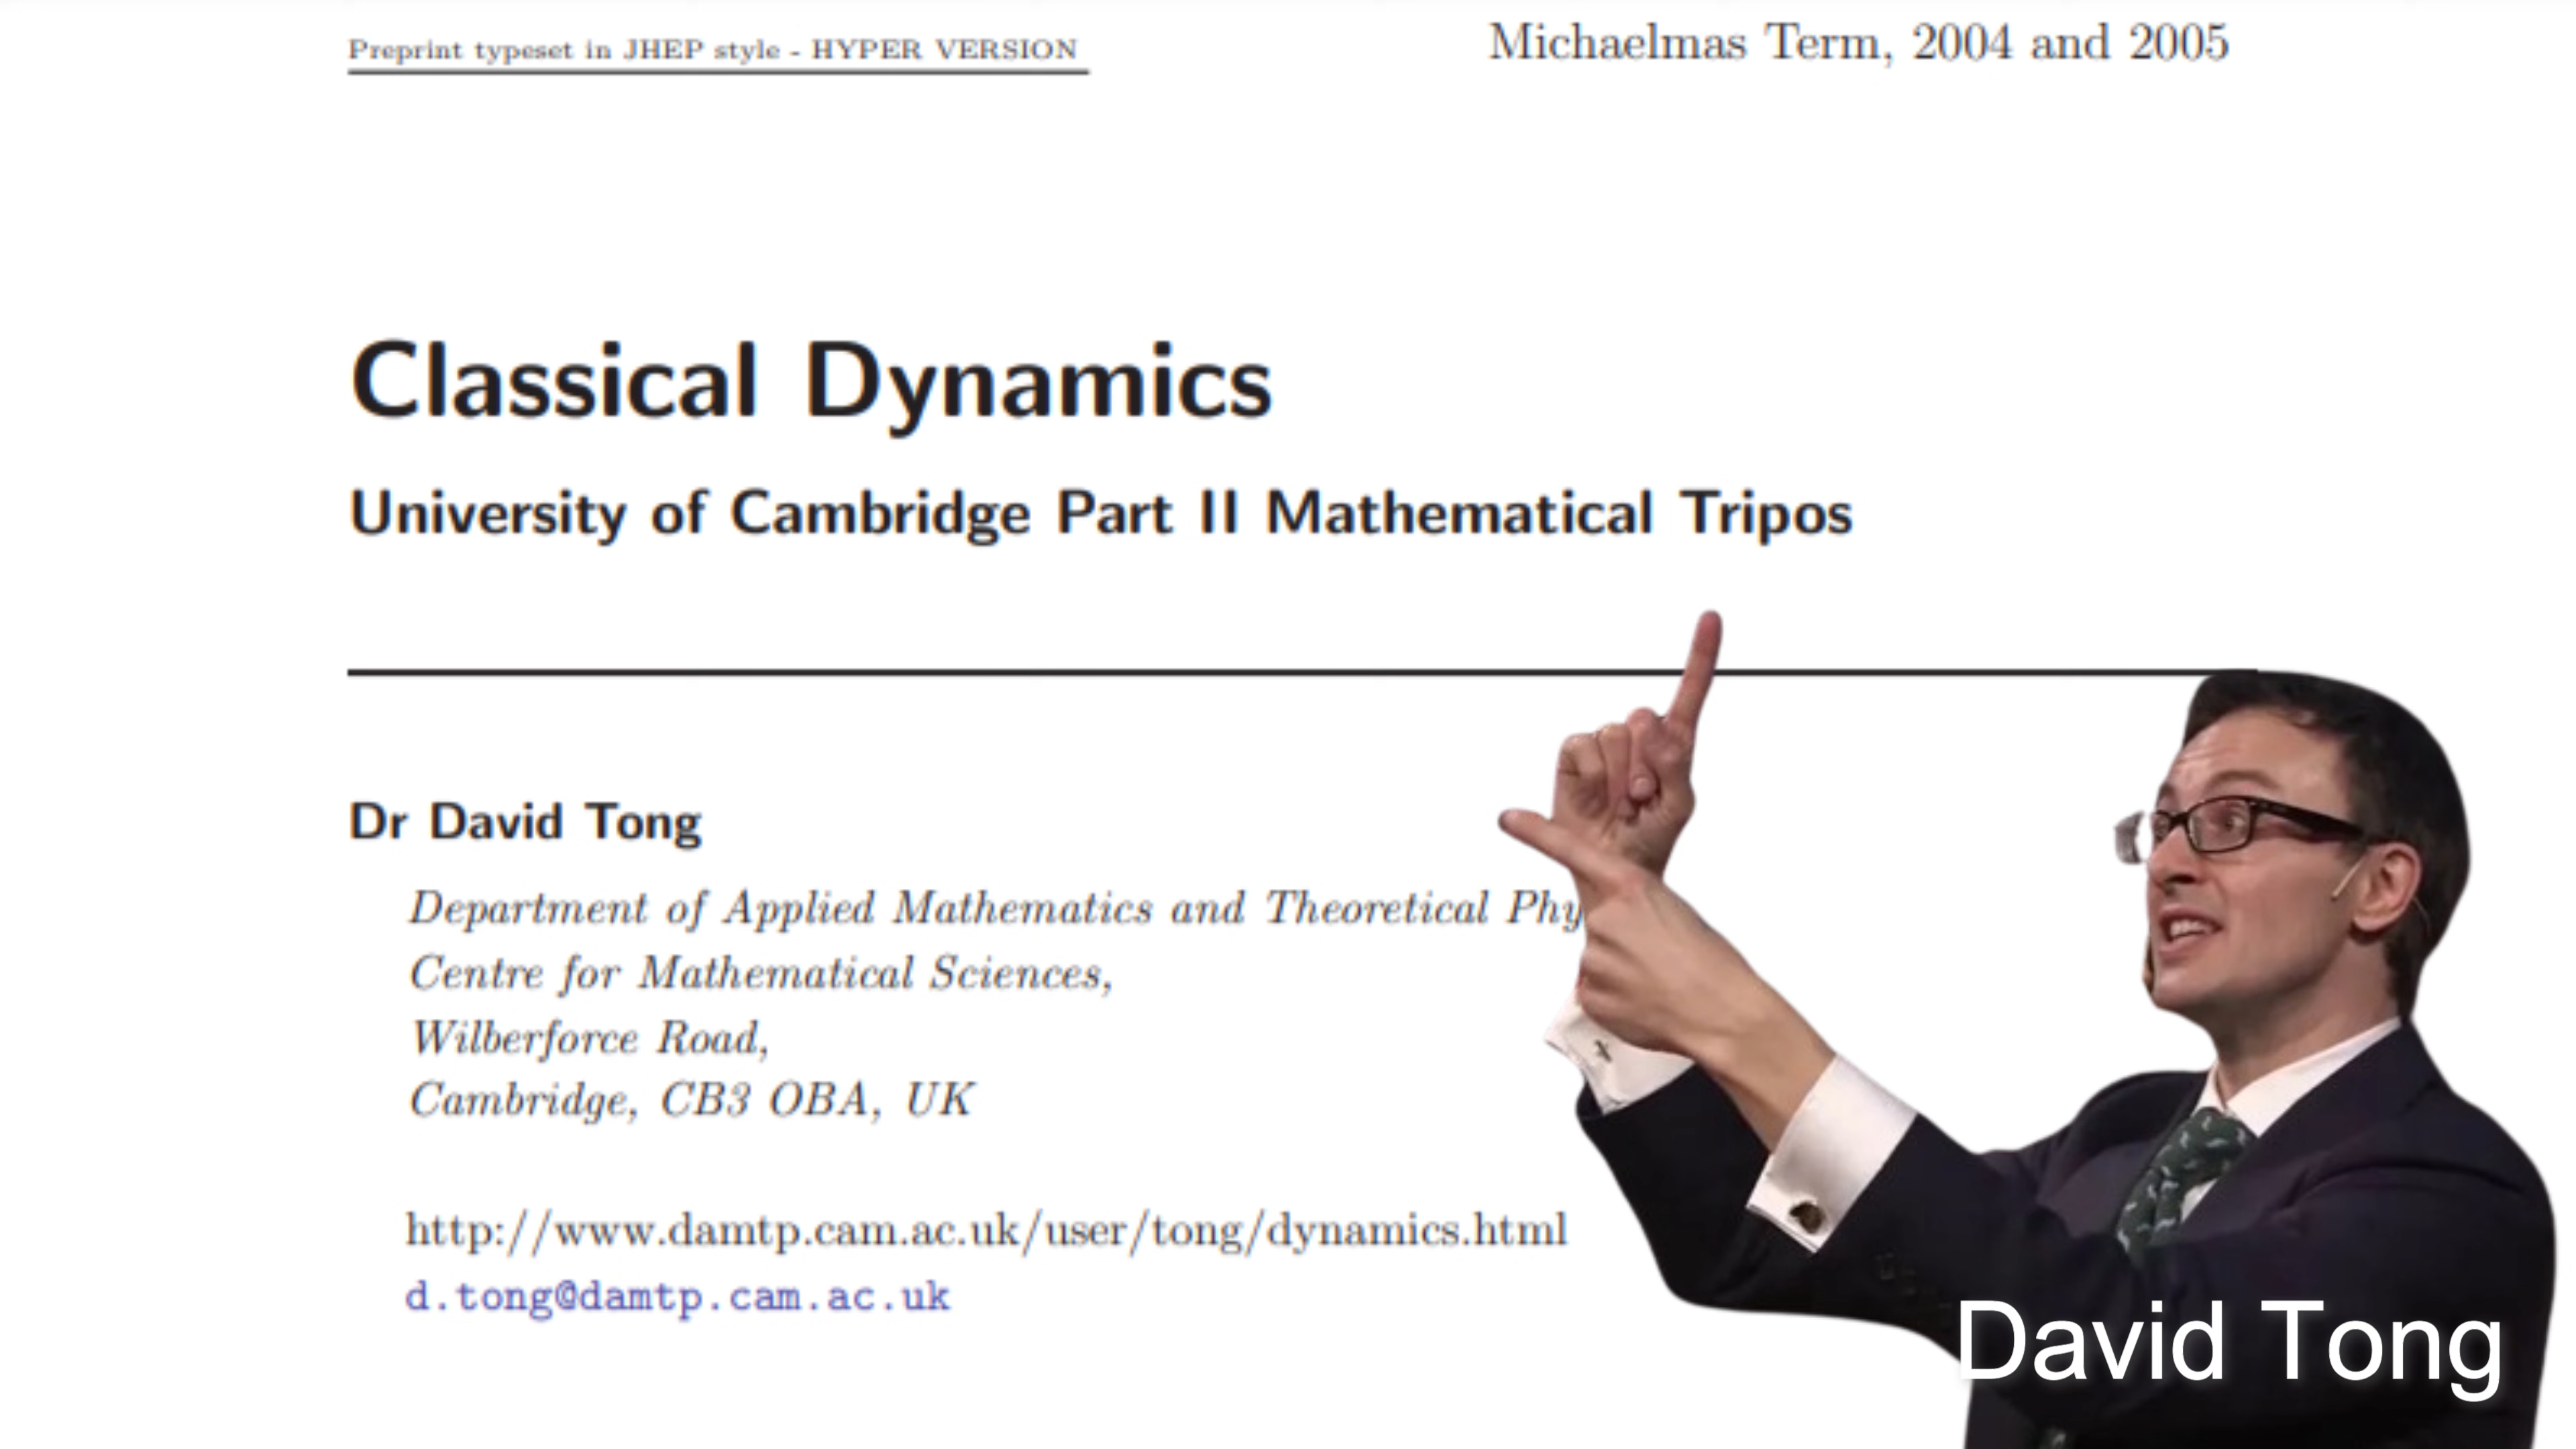 Preprint typeset in JHEP style - HYPER VERSION
Michaelmas Term, 2004 and 2005
Classical Dynamics
University of Cambridge Part II Mathematical Tripos
Dr David Tong
Department of Applied Mathematics and Theoretical Phy
Centre for Mathematical Sciences,
Wilberforce Road,
Cambridge, CB3 OBA, UK
http://www.damtp.cam.ac.uk/user/tong/dynamics.html
d.tong@damtp.cam.ac.uk
David Tong